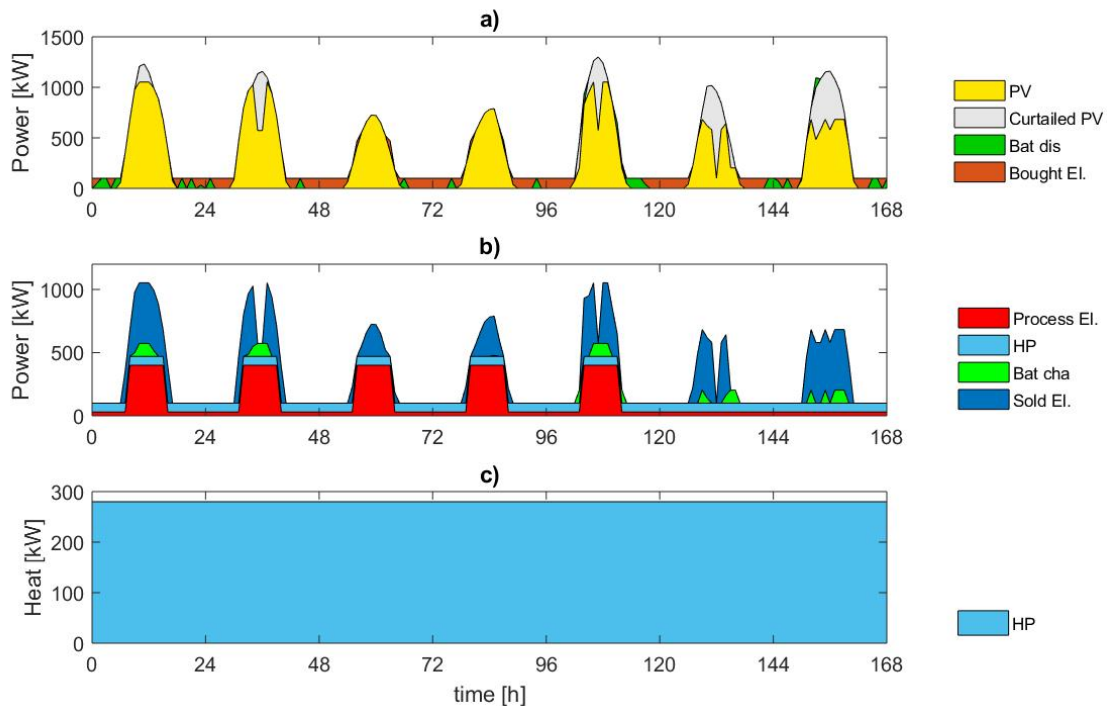 a)
Power [kW]
1500
1000
500
0
0 24 48 72 96 120 144 168
PV
Curtailed PV
Bat dis
Bought El.
b)
Power [kW]
1000
500
0
0 24 48 72 96 120 144 168
Process El.
HP
Bat cha
Sold El.
c)
Heat [kW]
300
200
100
0
0 24 48 72 96 120 144 168
time [h]
HP